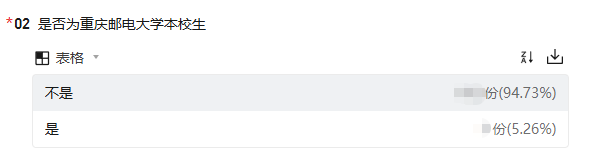 *02 是否为重庆邮电大学本校生
表格
不是 份(94.73%)
是 份(5.26%)